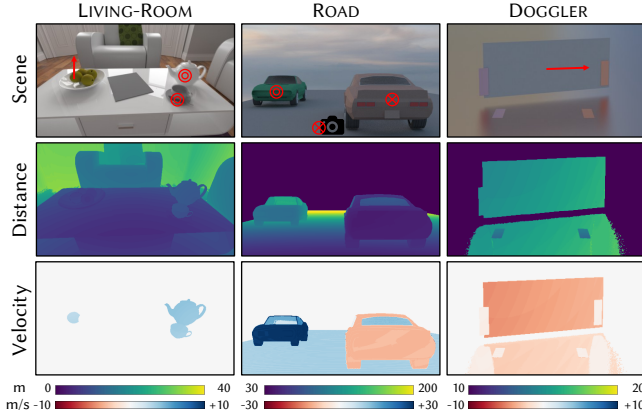 LIVING-ROOM ROAD DOGGLER
Scene
Distance
Velocity
m 0 40 30 200 10 20
m/s -10 +10 -30 +30 -10 +10